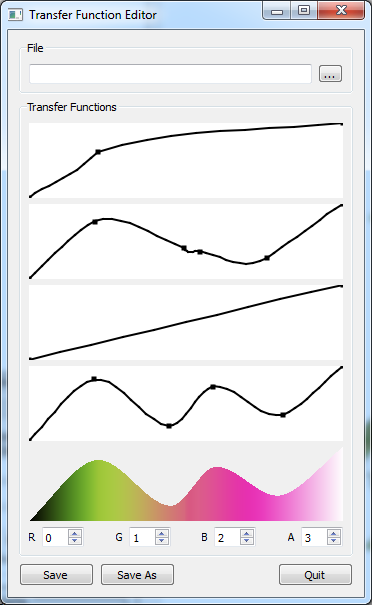 Transfer Function Editor
File
...
Transfer Functions
R 0 G 1 B 2 A 3
Save Save As Quit